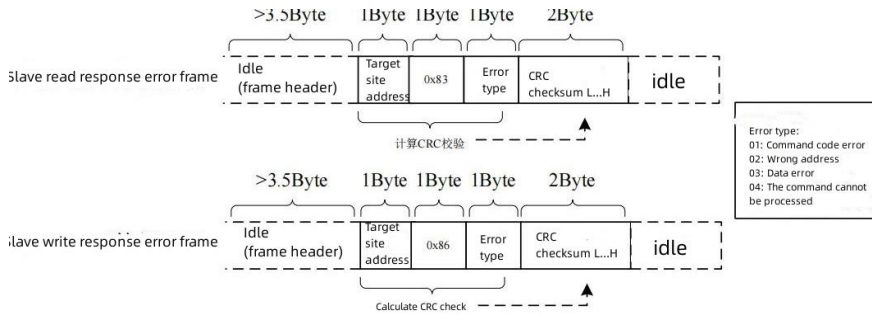 >3.5Byte 1Byte 1Byte 1Byte 2Byte
Slave read response error frame
Idle
(frame header)
Target
site
address
0x83
Error
type
CRC
checksum L...H
idle
计算CRC校验
Error type:
01: Command code error
02: Wrong address
03: Data error
04: The command cannot
be processed
>3.5Byte 1Byte 1Byte 1Byte 2Byte
Slave write response error frame
Idle
(frame header)
Target
site
address
0x86
Error
type
CRC
checksum L...H
idle
Calculate CRC check